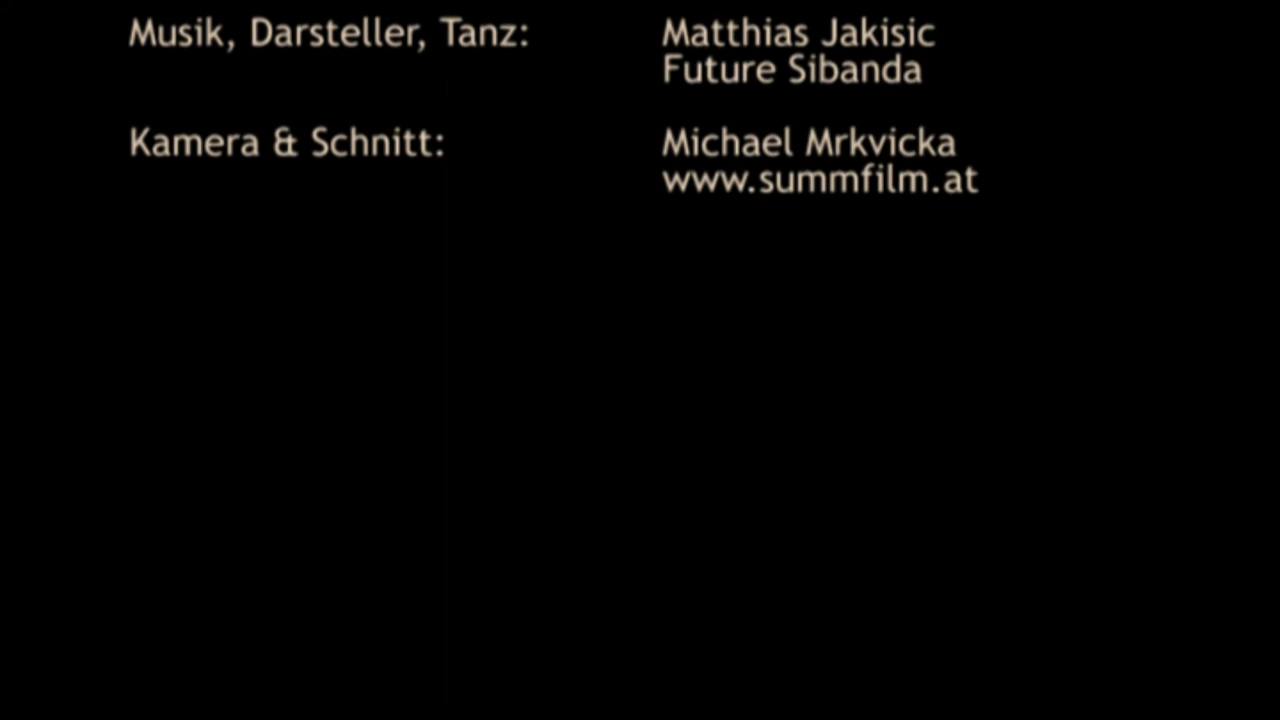 Musik, Darsteller, Tanz: Matthias Jakisic
Future Sibanda
Kamera & Schnitt: Michael Mrkvicka
www.summfilm.at